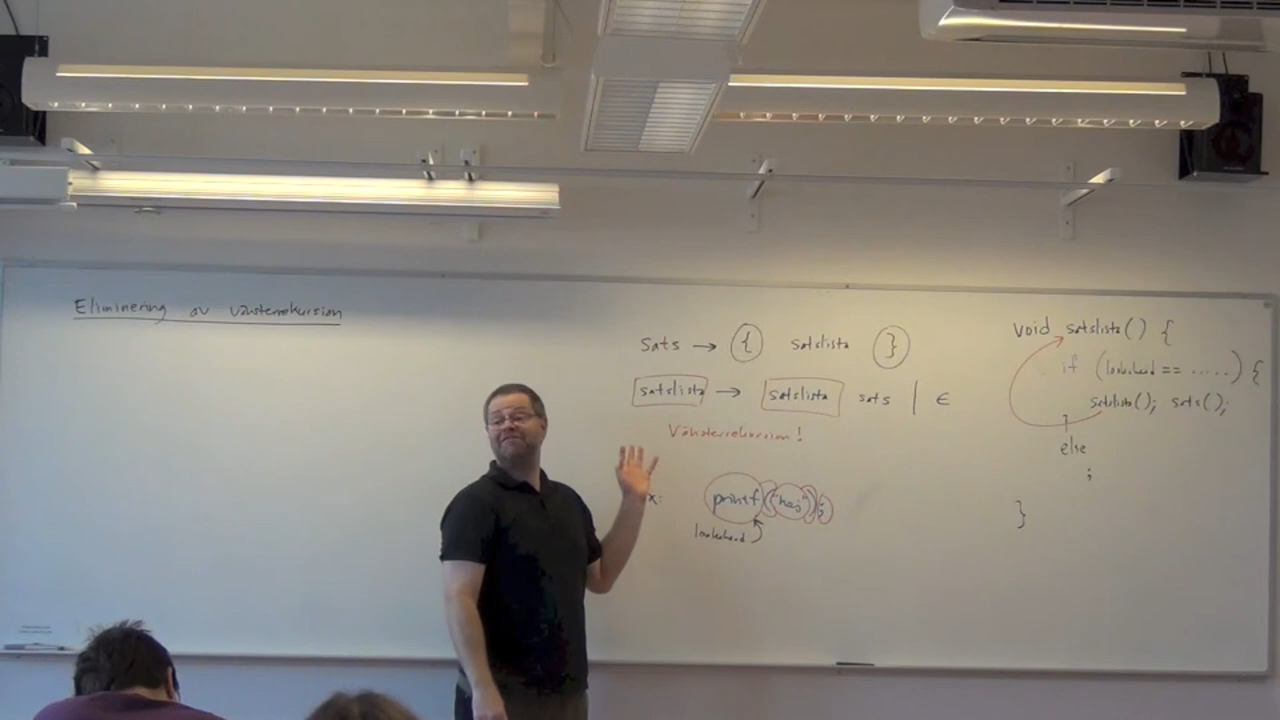 Eliminering av vänsterrekursion
sats → { satslista }
satslista → satslista sats | ∈
Vänsterrekursion!
x: printf("hej");
lookahead
void satslista() {
if (lookahead == .....) {
satslista(); sats();
}
else
;
}